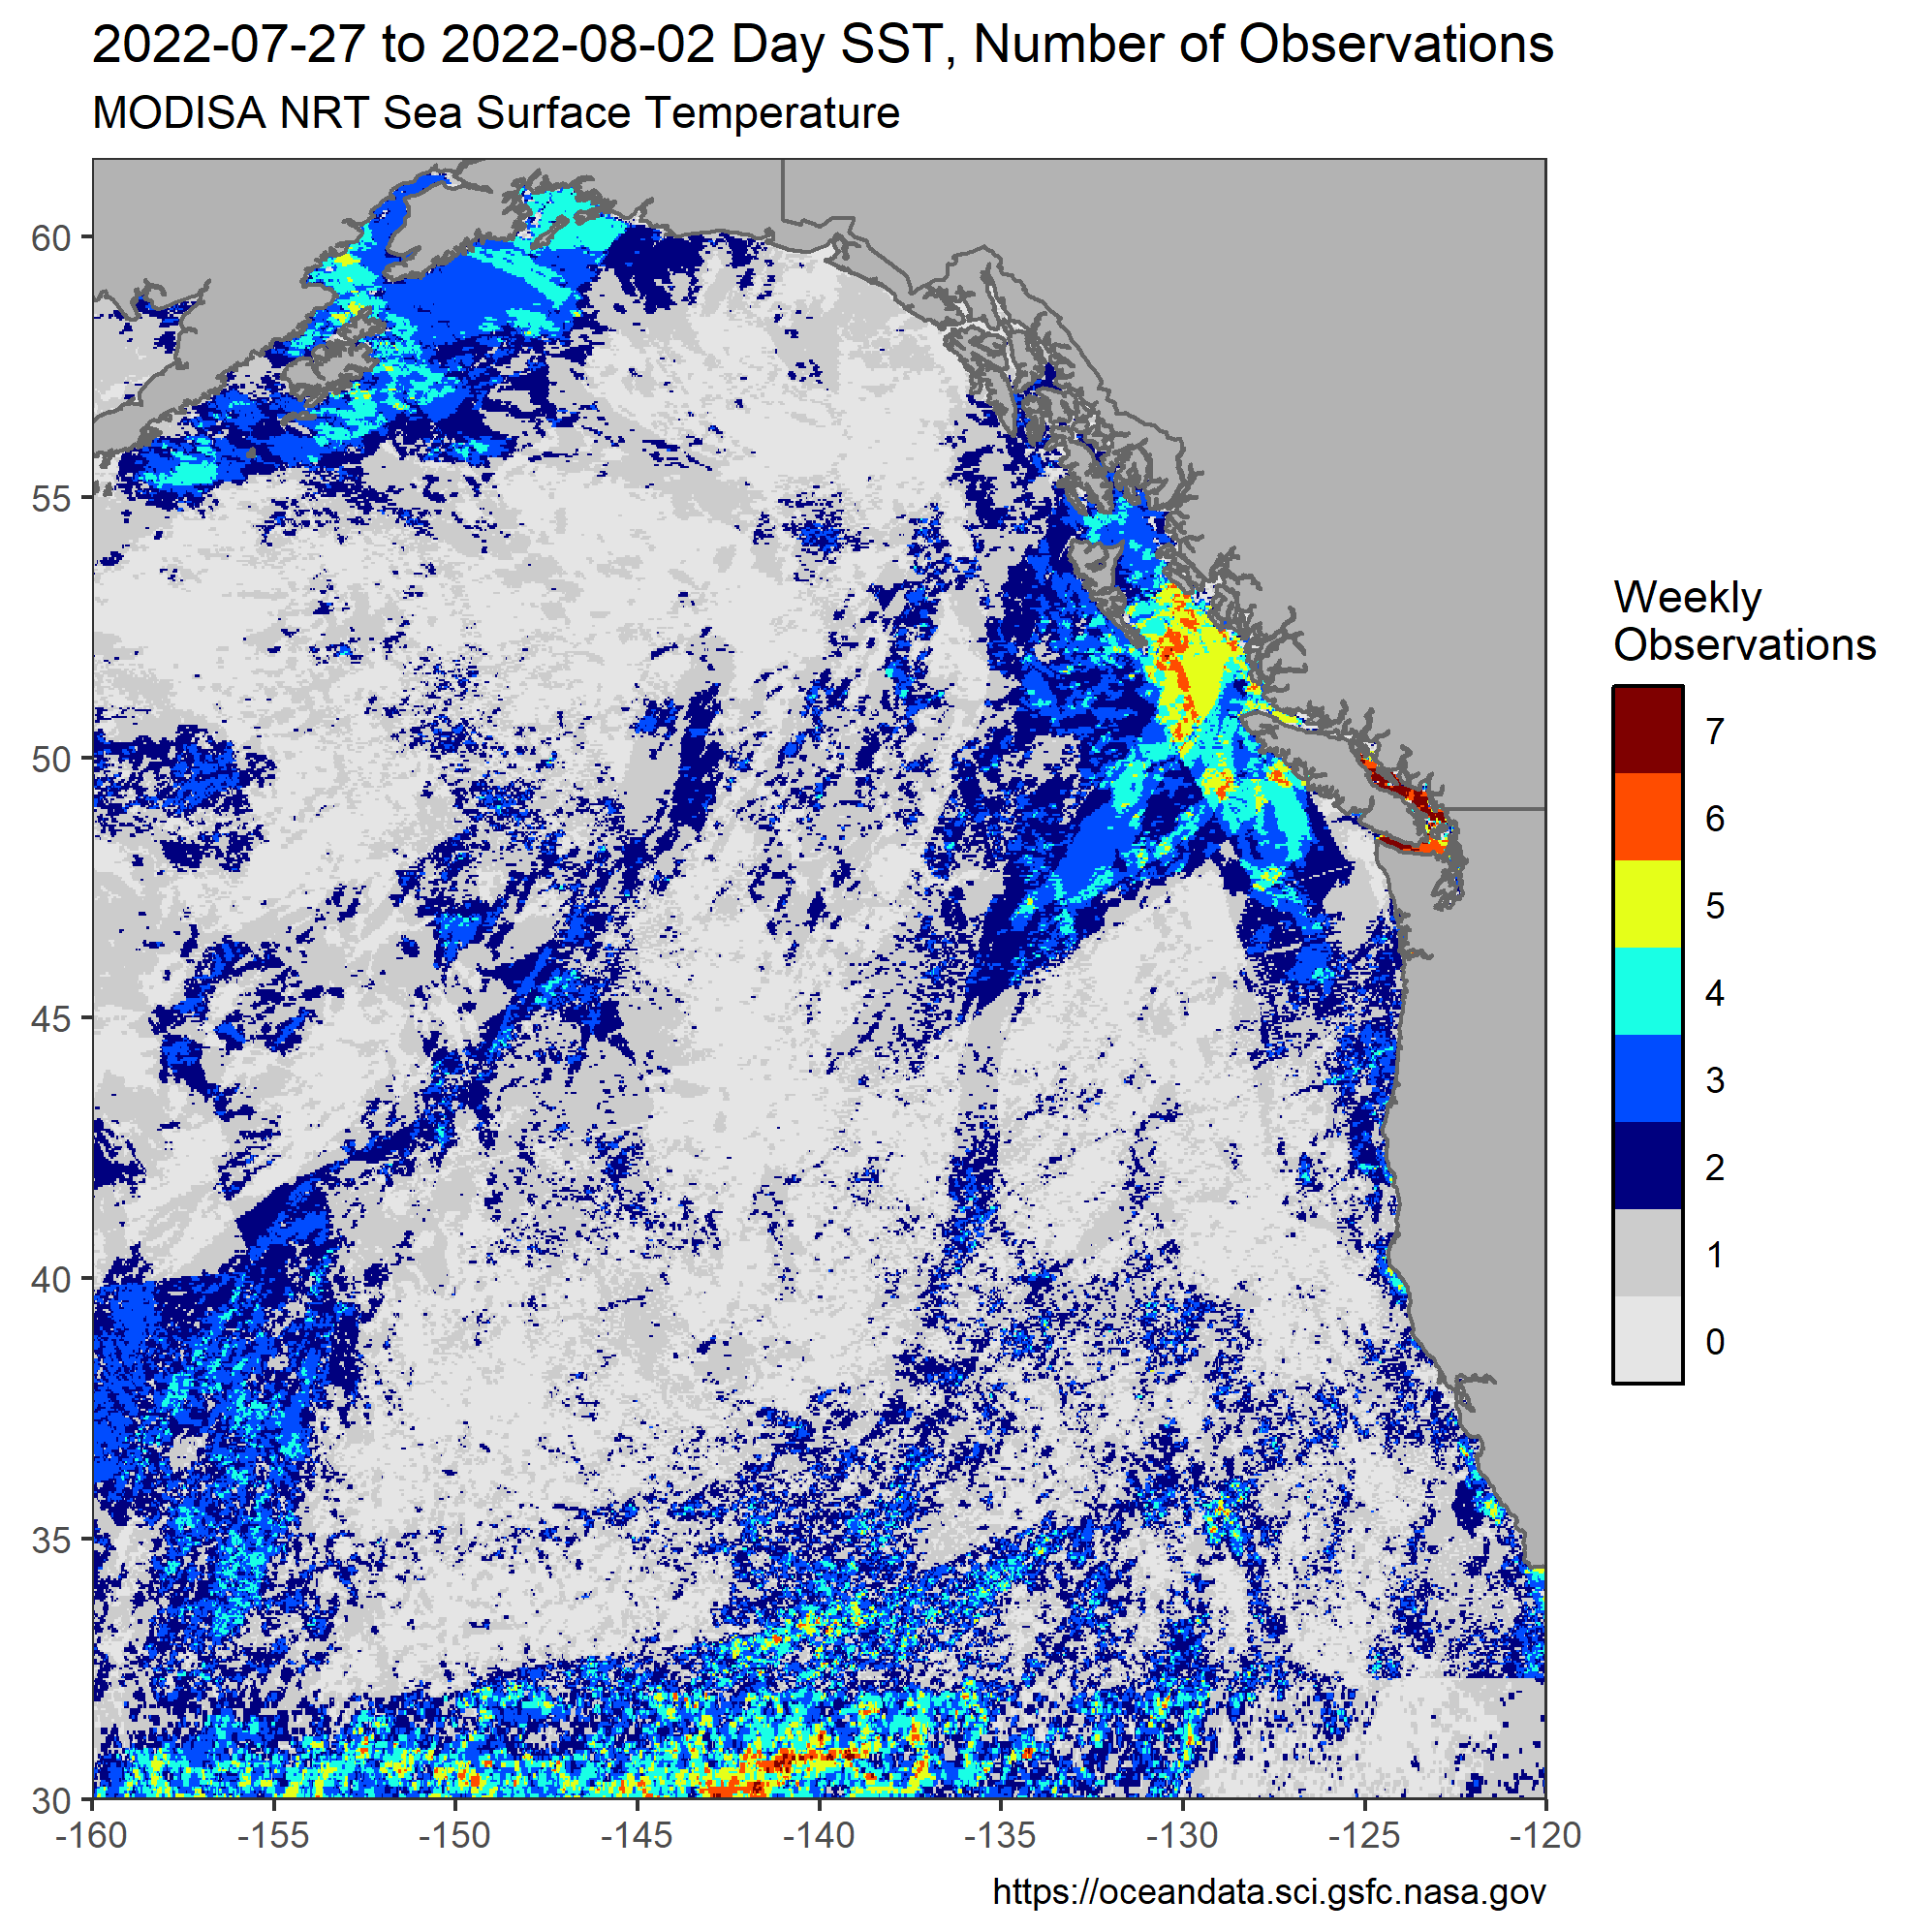 2022-07-27 to 2022-08-02 Day SST, Number of Observations
MODISA NRT Sea Surface Temperature
60
55
50
45
40
35
30
-160 -155 -150 -145 -140 -135 -130 -125 -120
Weekly
Observations
7
6
5
4
3
2
1
0
https://oceandata.sci.gsfc.nasa.gov